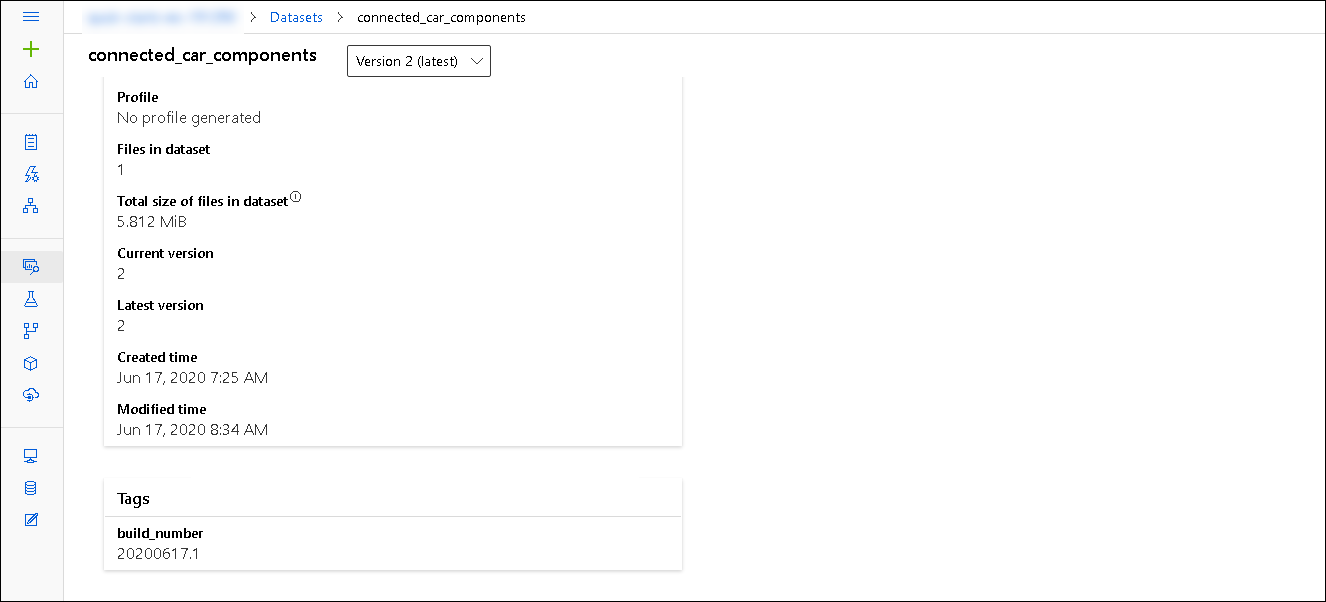 > Datasets > connected_car_components
connected_car_components
Version 2 (latest)
Profile
No profile generated
Files in dataset
1
Total size of files in dataset
5.812 MiB
Current version
2
Latest version
2
Created time
Jun 17, 2020 7:25 AM
Modified time
Jun 17, 2020 8:34 AM
Tags
build_number
20200617.1